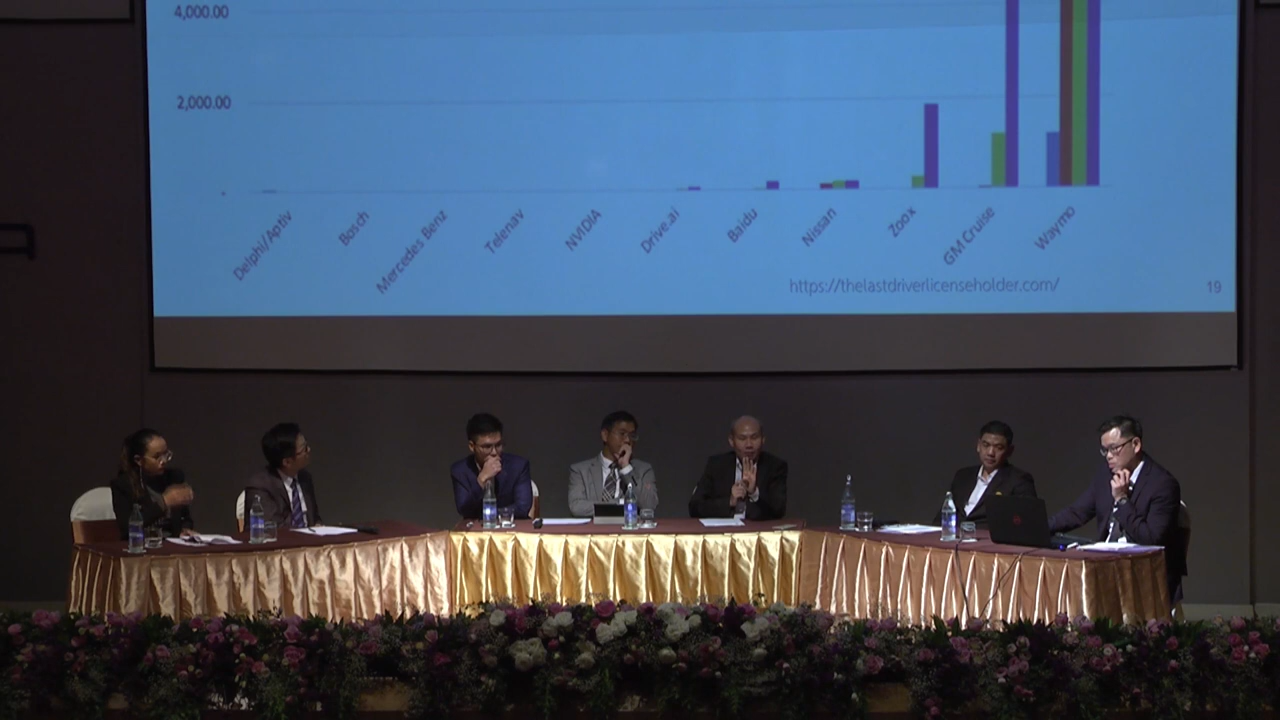 4,000.00
2,000.00
-
Delphi/Aptiv
Bosch
Mercedes Benz
Telenav
NVIDIA
Drive.ai
Baidu
Nissan
Zoox
GM Cruise
Waymo
https://thelastdriverlicenseholder.com/
19